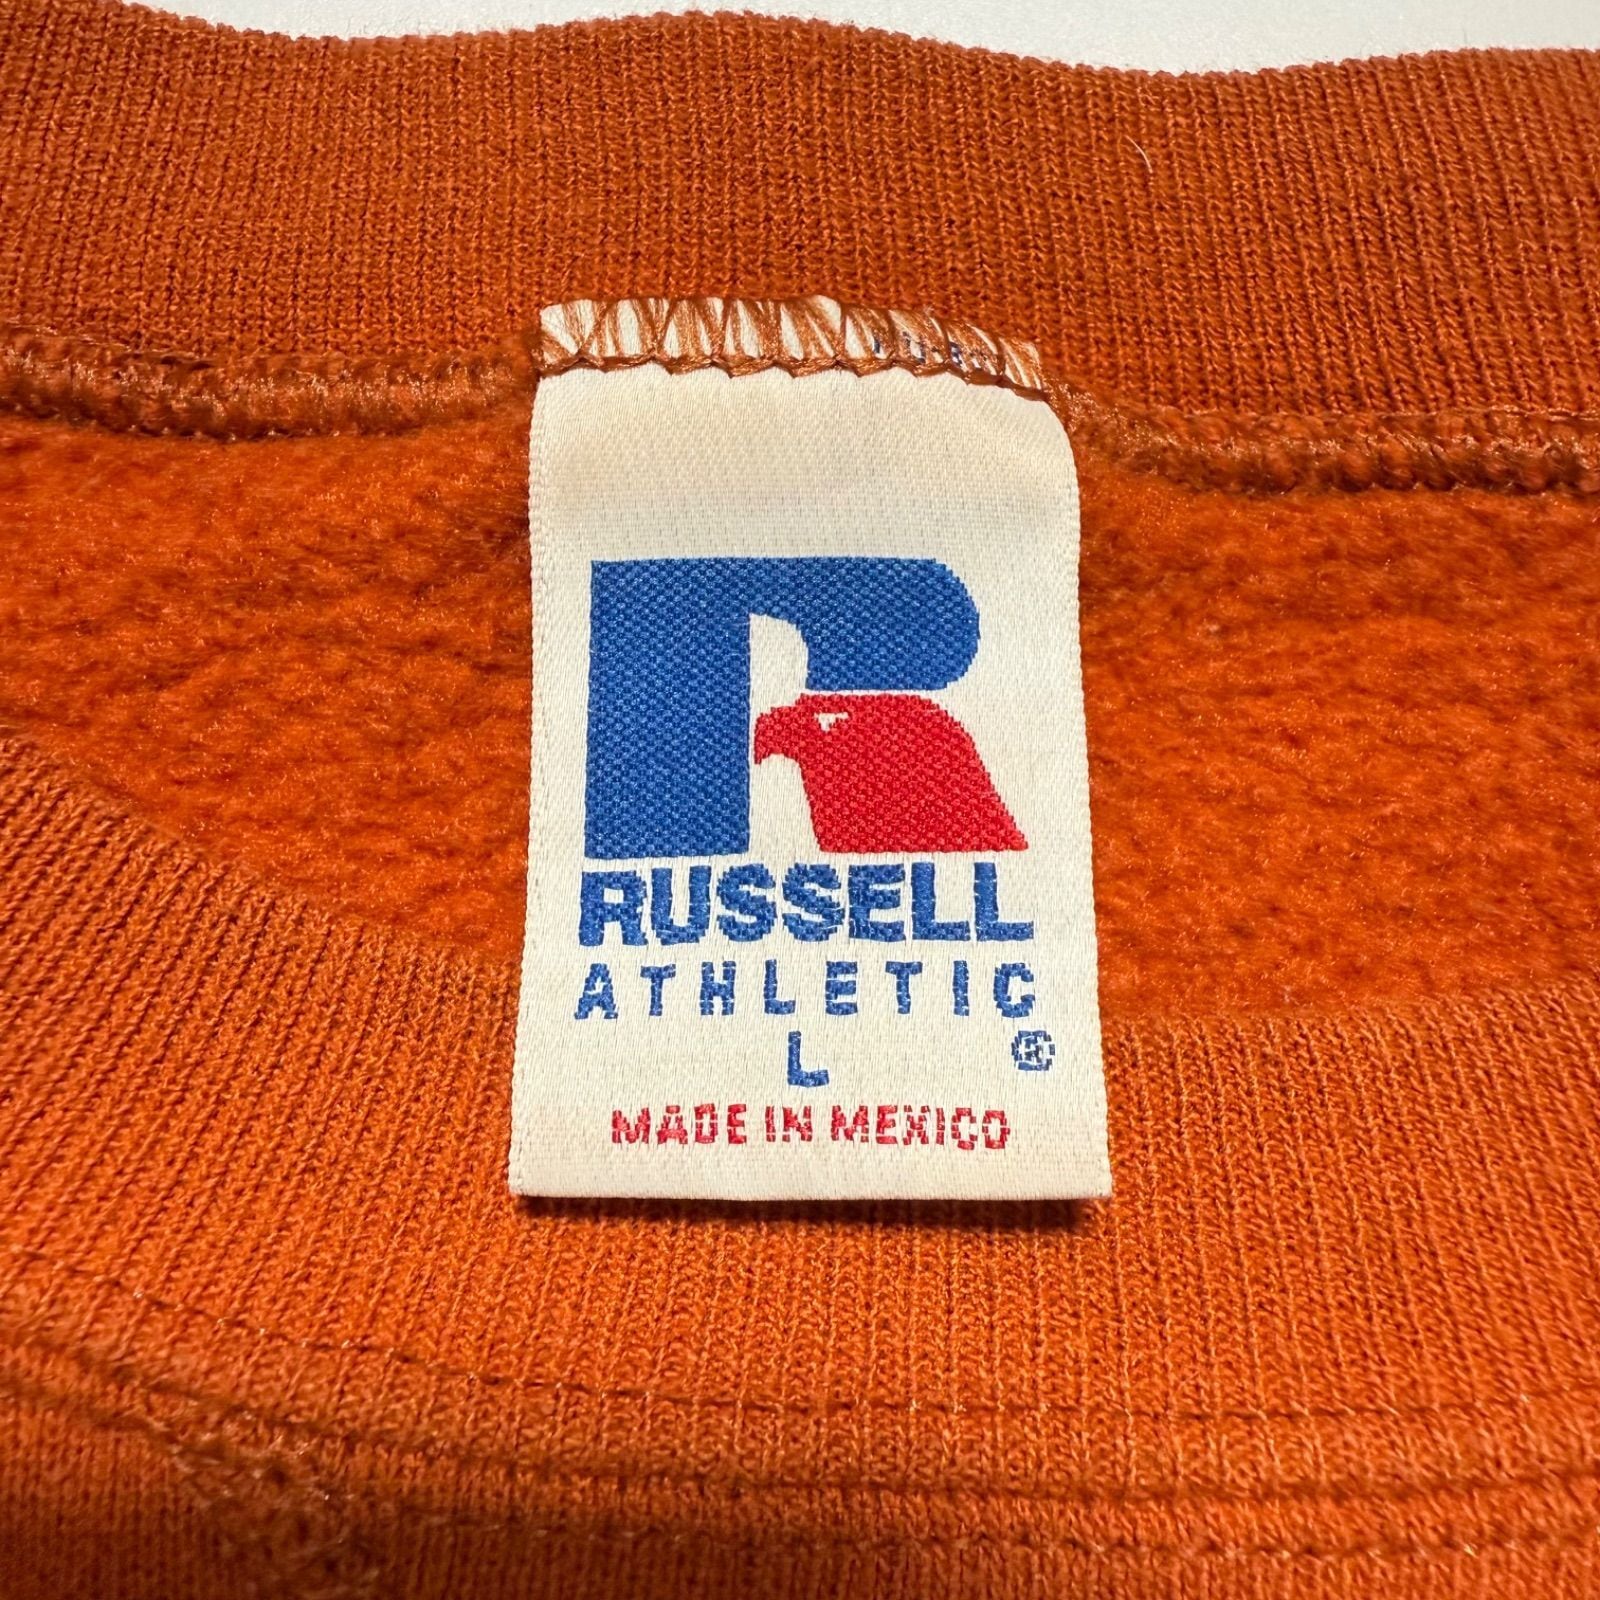 RUSSELL
ATHLETIC
L ®
MADE IN MEXICO